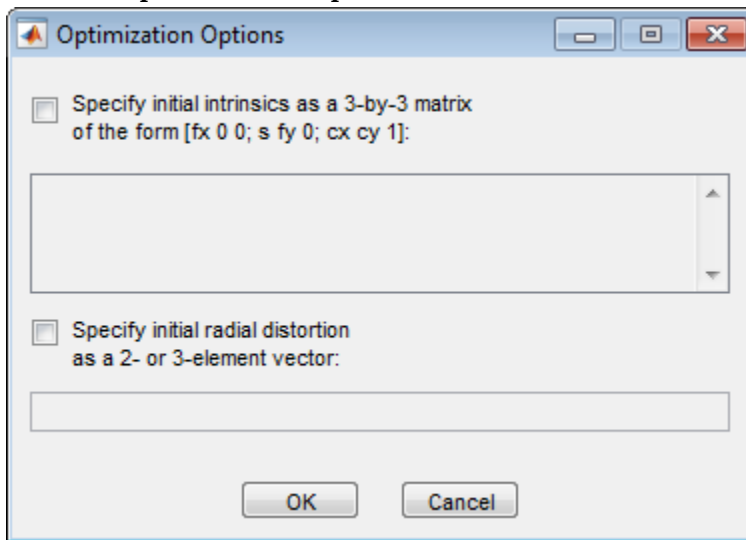 Optimization Options
Specify initial intrinsics as a 3-by-3 matrix
of the form [fx 0 0; s fy 0; cx cy 1]:
Specify initial radial distortion
as a 2- or 3-element vector:
OK Cancel